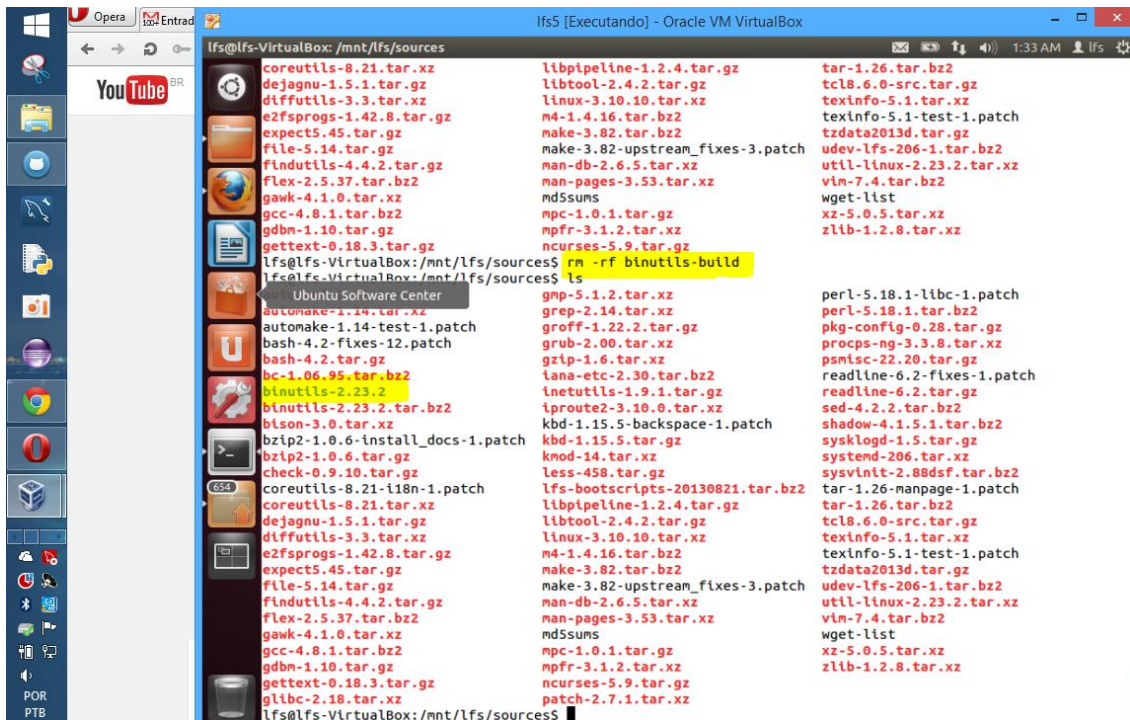 Opera
100+
Entrad
lfs5 [Executando] - Oracle VM VirtualBox
YouTube BR
lfs@lfs-VirtualBox: /mnt/lfs/sources
1:33 AM lfs
coreutils-8.21.tar.xz libpipeline-1.2.4.tar.gz tar-1.26.tar.bz2
dejagnu-1.5.1.tar.gz libtool-2.4.2.tar.gz tcl8.6.0-src.tar.gz
diffutils-3.3.tar.xz linux-3.10.10.tar.xz texinfo-5.1.tar.xz
e2fsprogs-1.42.8.tar.gz m4-1.4.16.tar.bz2 texinfo-5.1-test-1.patch
expect5.45.tar.gz make-3.82.tar.bz2 tzdata2013d.tar.gz
file-5.14.tar.gz make-3.82-upstream_fixes-3.patch udev-lfs-206-1.tar.bz2
findutils-4.4.2.tar.gz man-db-2.6.5.tar.xz util-linux-2.23.2.tar.xz
flex-2.5.37.tar.bz2 man-pages-3.53.tar.xz vim-7.4.tar.bz2
gawk-4.1.0.tar.xz md5sums wget-list
gcc-4.8.1.tar.bz2 mpc-1.0.1.tar.gz xz-5.0.5.tar.xz
gdbm-1.10.tar.gz mpfr-3.1.2.tar.xz zlib-1.2.8.tar.xz
gettext-0.18.3.tar.gz ncurses-5.9.tar.gz
lfs@lfs-VirtualBox:/mnt/lfs/sources$ rm -rf binutils-build
lfs@lfs-VirtualBox:/mnt/lfs/sources$ ls
Ubuntu Software Center
gmp-5.1.2.tar.xz perl-5.18.1-libc-1.patch
automake-1.14.tar.xz grep-2.14.tar.xz perl-5.18.1.tar.bz2
automake-1.14-test-1.patch groff-1.22.2.tar.gz pkg-config-0.28.tar.gz
bash-4.2-fixes-12.patch grub-2.00.tar.xz procps-ng-3.3.8.tar.xz
bash-4.2.tar.gz gzip-1.6.tar.xz psmisc-22.20.tar.gz
bc-1.06.95.tar.bz2 iana-etc-2.30.tar.bz2 readline-6.2-fixes-1.patch
binutils-2.23.2 inetutils-1.9.1.tar.gz readline-6.2.tar.gz
binutils-2.23.2.tar.bz2 iproute2-3.10.0.tar.xz sed-4.2.2.tar.bz2
bison-3.0.tar.xz kbd-1.15.5-backspace-1.patch shadow-4.1.5.1.tar.bz2
bzip2-1.0.6-install_docs-1.patch kbd-1.15.5.tar.gz sysklogd-1.5.tar.gz
bzip2-1.0.6.tar.gz kmod-14.tar.xz systemd-206.tar.xz
check-0.9.10.tar.gz less-458.tar.gz sysvinit-2.88dsf.tar.bz2
654
coreutils-8.21-i18n-1.patch lfs-bootscripts-20130821.tar.bz2 tar-1.26-manpage-1.patch
coreutils-8.21.tar.xz libpipeline-1.2.4.tar.gz tar-1.26.tar.bz2
dejagnu-1.5.1.tar.gz libtool-2.4.2.tar.gz tcl8.6.0-src.tar.gz
diffutils-3.3.tar.xz linux-3.10.10.tar.xz texinfo-5.1.tar.xz
e2fsprogs-1.42.8.tar.gz m4-1.4.16.tar.bz2 texinfo-5.1-test-1.patch
expect5.45.tar.gz make-3.82.tar.bz2 tzdata2013d.tar.gz
file-5.14.tar.gz make-3.82-upstream_fixes-3.patch udev-lfs-206-1.tar.bz2
findutils-4.4.2.tar.gz man-db-2.6.5.tar.xz util-linux-2.23.2.tar.xz
flex-2.5.37.tar.bz2 man-pages-3.53.tar.xz vim-7.4.tar.bz2
gawk-4.1.0.tar.xz md5sums wget-list
gcc-4.8.1.tar.bz2 mpc-1.0.1.tar.gz xz-5.0.5.tar.xz
gdbm-1.10.tar.gz mpfr-3.1.2.tar.xz zlib-1.2.8.tar.xz
gettext-0.18.3.tar.gz ncurses-5.9.tar.gz
glibc-2.18.tar.xz patch-2.7.1.tar.xz
lfs@lfs-VirtualBox:/mnt/lfs/sources$
POR
PTB